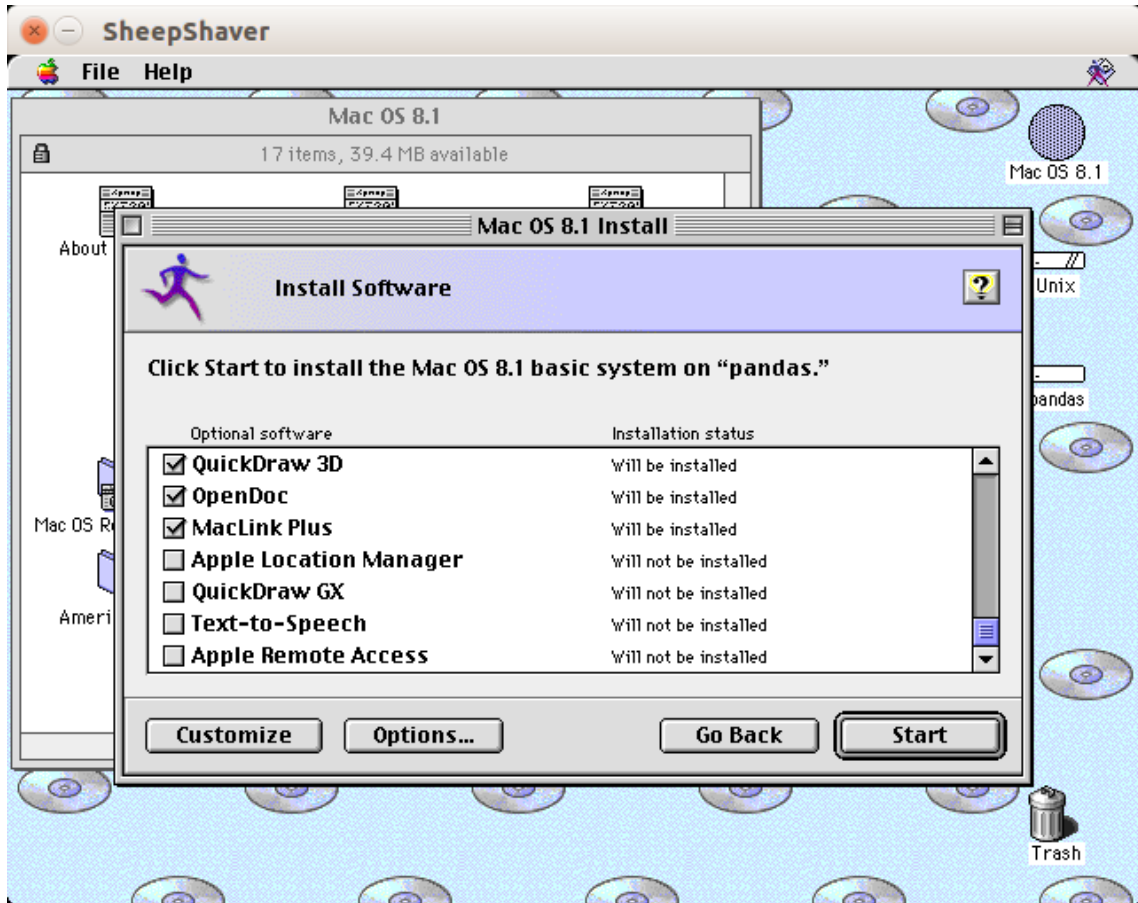 SheepShaver
File Help
Mac OS 8.1
17 items, 39.4 MB available
Mac OS 8.1
About
Mac OS 8.1 Install
Unix
Install Software
Click Start to install the Mac OS 8.1 basic system on “pandas.”
pandas
Optional software Installation status
QuickDraw 3D Will be installed
OpenDoc Will be installed
MacLink Plus Will be installed
Mac OS R
Apple Location Manager Will not be installed
QuickDraw GX Will not be installed
Ameri
Text-to-Speech Will not be installed
Apple Remote Access Will not be installed
Customize Options... Go Back Start
Trash